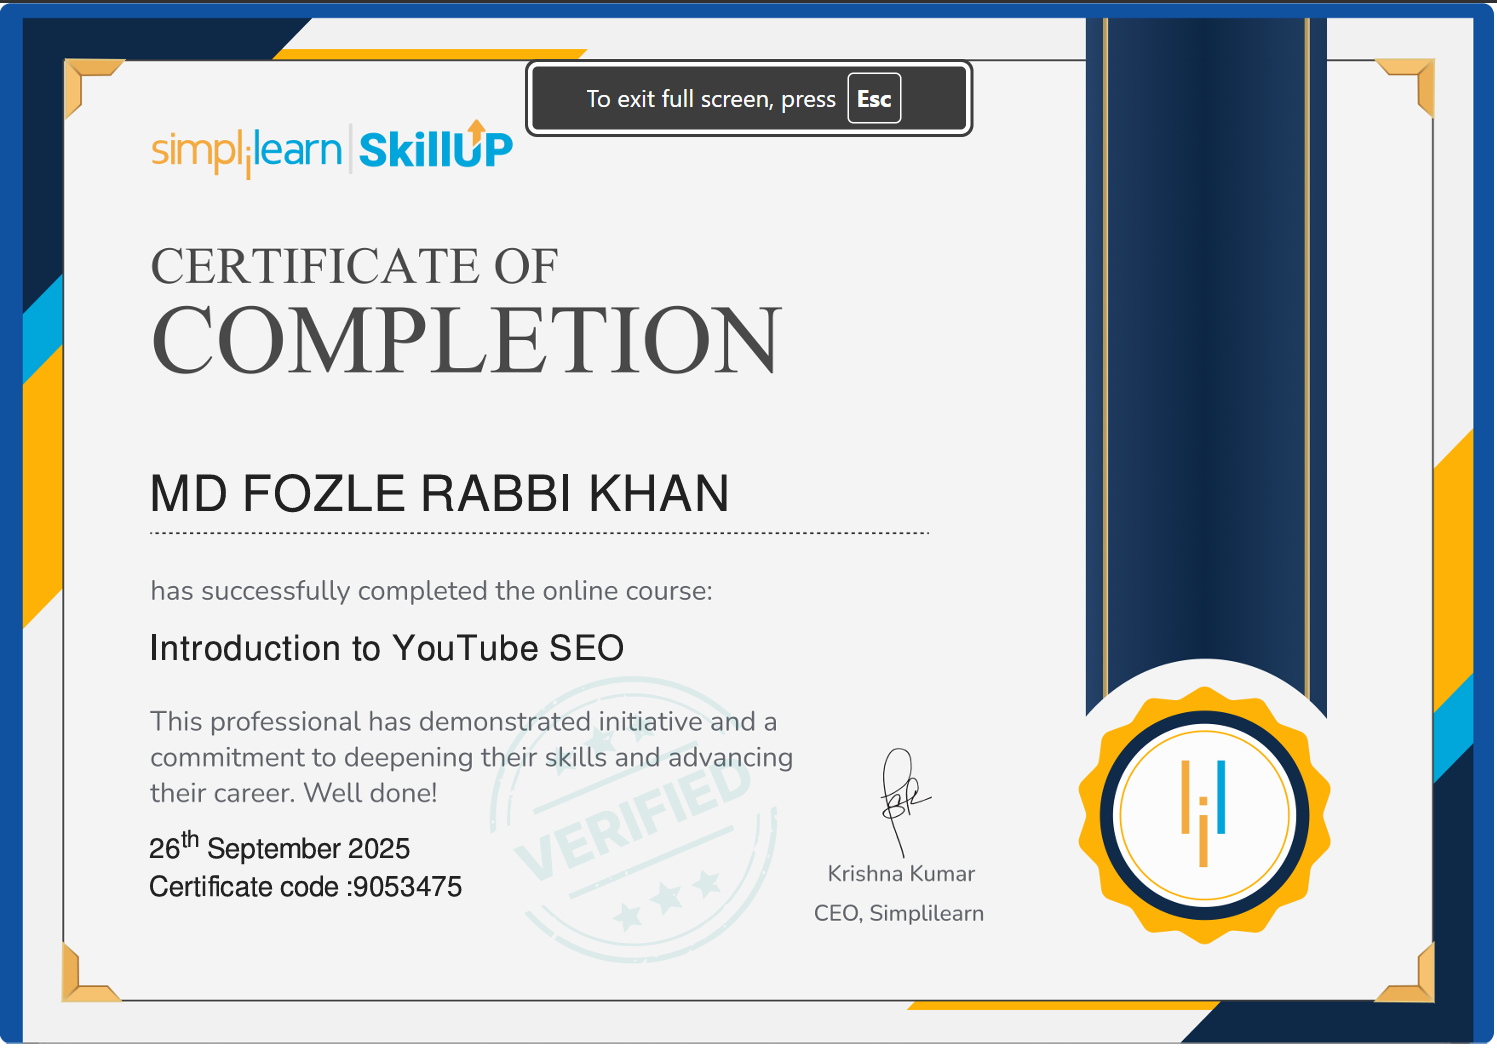 To exit full screen, press Esc
simplilearn | SkillUP
CERTIFICATE OF
COMPLETION
MD FOZLE RABBI KHAN
has successfully completed the online course:
Introduction to YouTube SEO
This professional has demonstrated initiative and a
commitment to deepening their skills and advancing
their career. Well done!
VERIFIED
26th September 2025
Certificate code :9053475
Krishna Kumar
CEO, Simplilearn